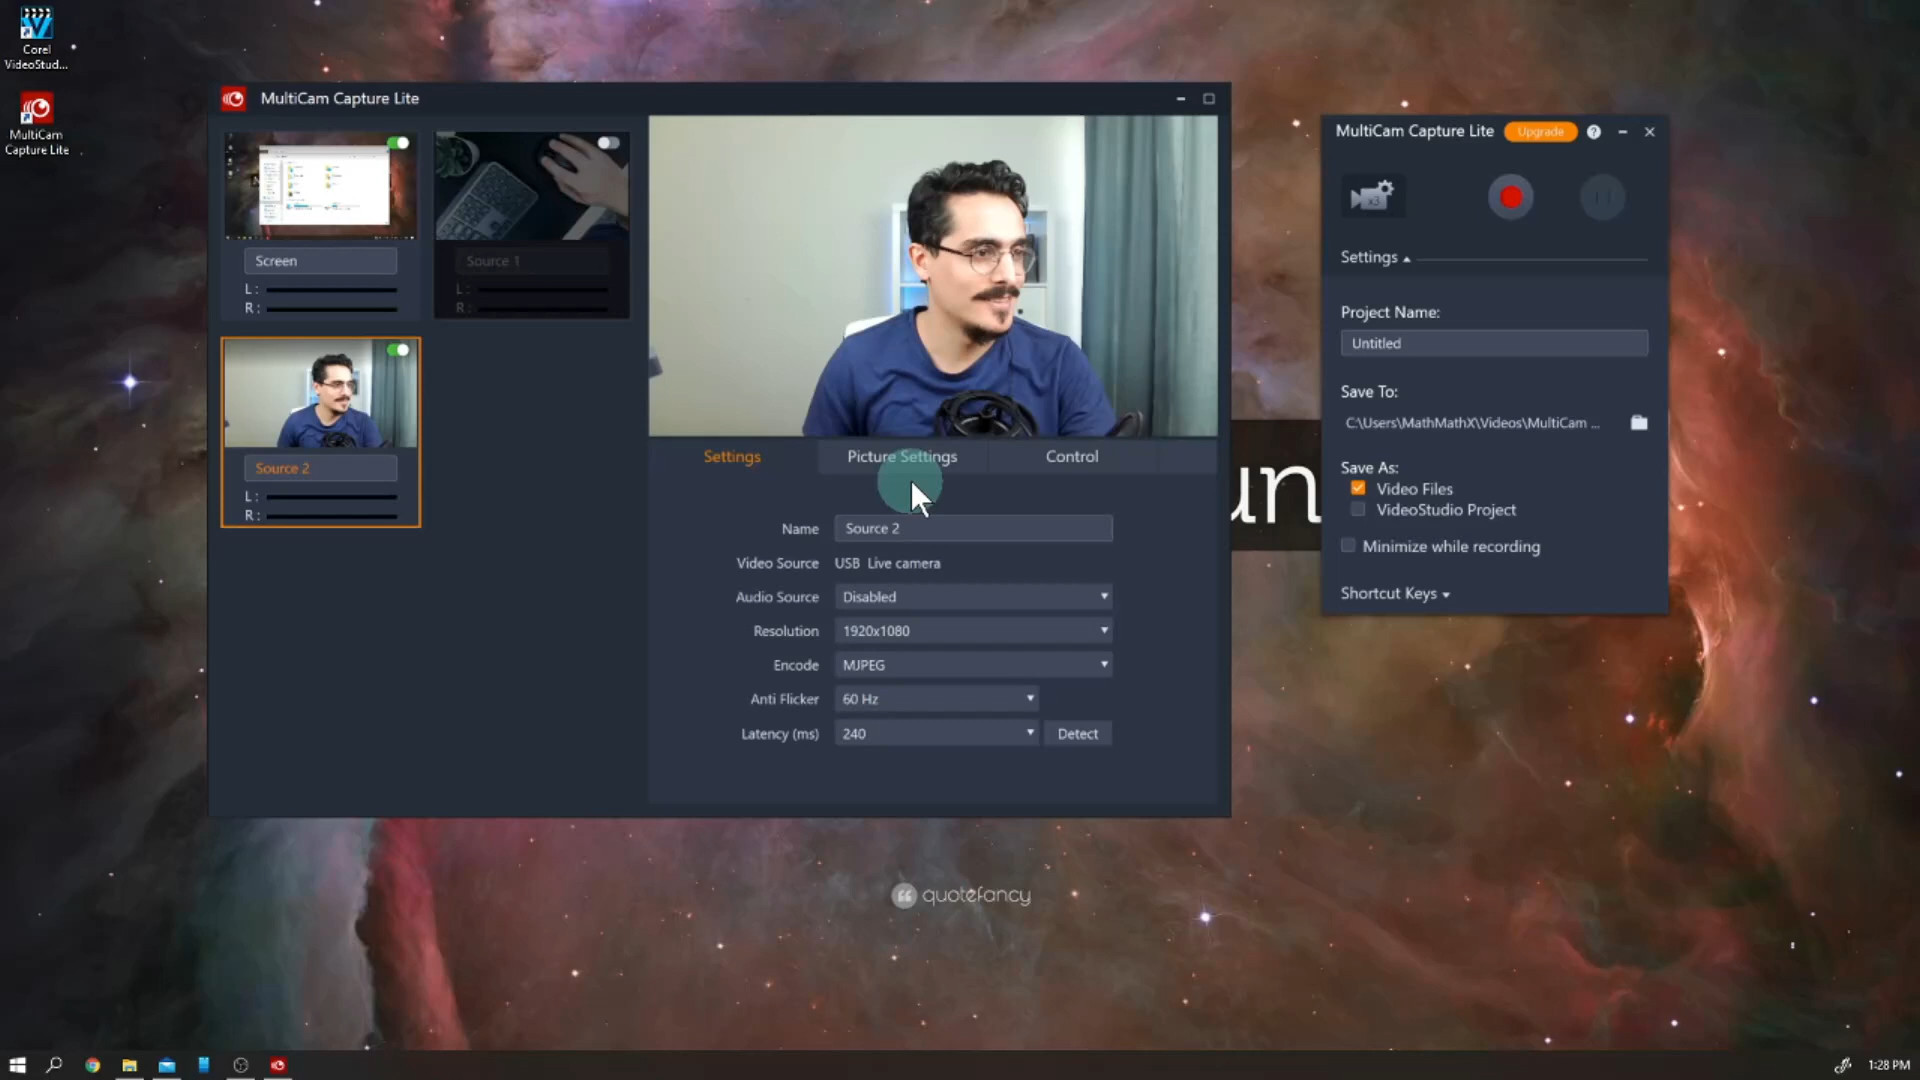 Corel
VideoStud...
MultiCam
Capture Lite
MultiCam Capture Lite
Screen
L :
R :
Source 1
L :
R :
Source 2
L :
R :
Settings
Picture Settings
Control
Name
Source 2
Video Source
USB Live camera
Audio Source
Disabled
Resolution
1920x1080
Encode
MJPEG
Anti Flicker
60 Hz
Latency (ms)
240
Detect
un
MultiCam Capture Lite
Upgrade
?
x3
Settings
Project Name:
Untitled
Save To:
C:\Users\MathMathX\Videos\MultiCam ...
Save As:
Video Files
VideoStudio Project
Minimize while recording
Shortcut Keys
quotefancy
1:28 PM